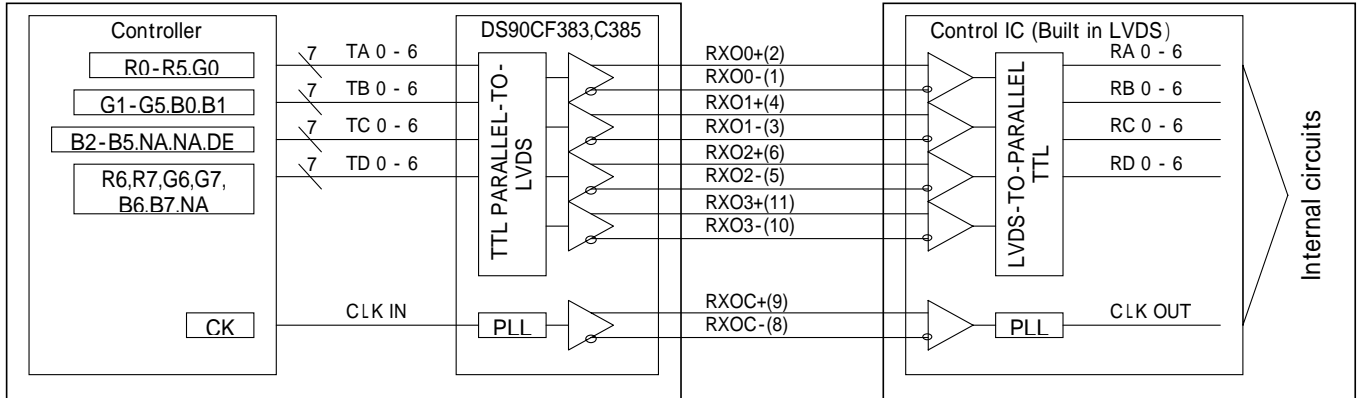 Controller
R0-R5.G0
G1-G5.B0.B1
B2-B5.NA.NA.DE
R6,R7,G6,G7,
B6.B7.NA
CK
7
TA 0 - 6
7
TB 0 - 6
7
TC 0 - 6
7
TD 0 - 6
CLK IN
DS90CF383,C385
TTL PARALLEL-TO-
LVDS
PLL
RXO0+(2)
RXO0-(1)
RXO1+(4)
RXO1-(3)
RXO2+(6)
RXO2-(5)
RXO3+(11)
RXO3-(10)
RXOC+(9)
RXOC-(8)
Control IC (Built in LVDS)
LVDS-TO-PARALLEL
TTL
PLL
RA 0 - 6
RB 0 - 6
RC 0 - 6
RD 0 - 6
CLK OUT
Internal circuits